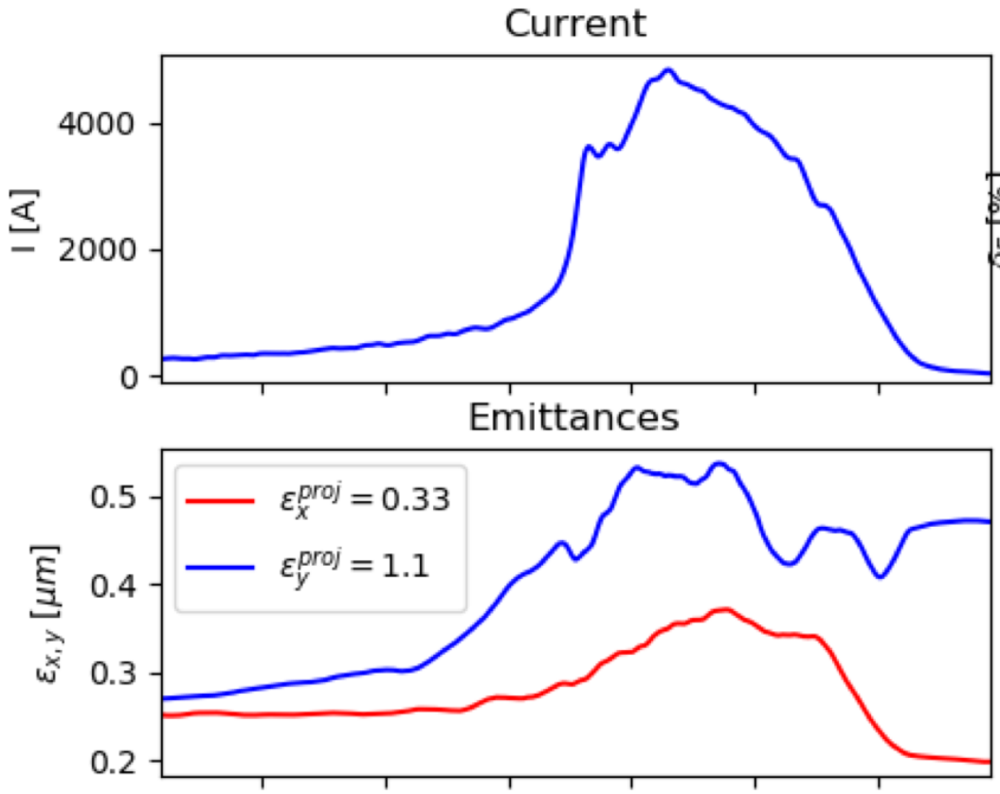 Current
4000
2000
0
I [A]
Emittances
0.5
0.4
0.3
0.2
ε_{x,y} [μm]
ε_x^{proj} = 0.33
ε_y^{proj} = 1.1